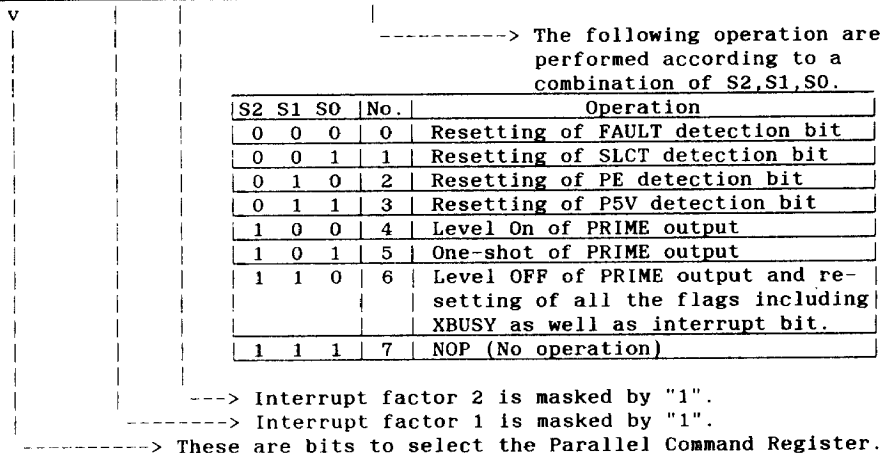 v
----------> The following operation are
performed according to a
combination of S2,S1,S0.
|S2 S1 S0 |No.| Operation |
| 0 0 0 | 0 | Resetting of FAULT detection bit |
| 0 0 1 | 1 | Resetting of SLCT detection bit |
| 0 1 0 | 2 | Resetting of PE detection bit |
| 0 1 1 | 3 | Resetting of P5V detection bit |
| 1 0 0 | 4 | Level On of PRIME output |
| 1 0 1 | 5 | One-shot of PRIME output |
| 1 1 0 | 6 | Level OFF of PRIME output and re- |
| | | setting of all the flags including|
| | | XBUSY as well as interrupt bit. |
| 1 1 1 | 7 | NOP (No operation) |
---> Interrupt factor 2 is masked by "1".
--------> Interrupt factor 1 is masked by "1".
-----------> These are bits to select the Parallel Command Register.